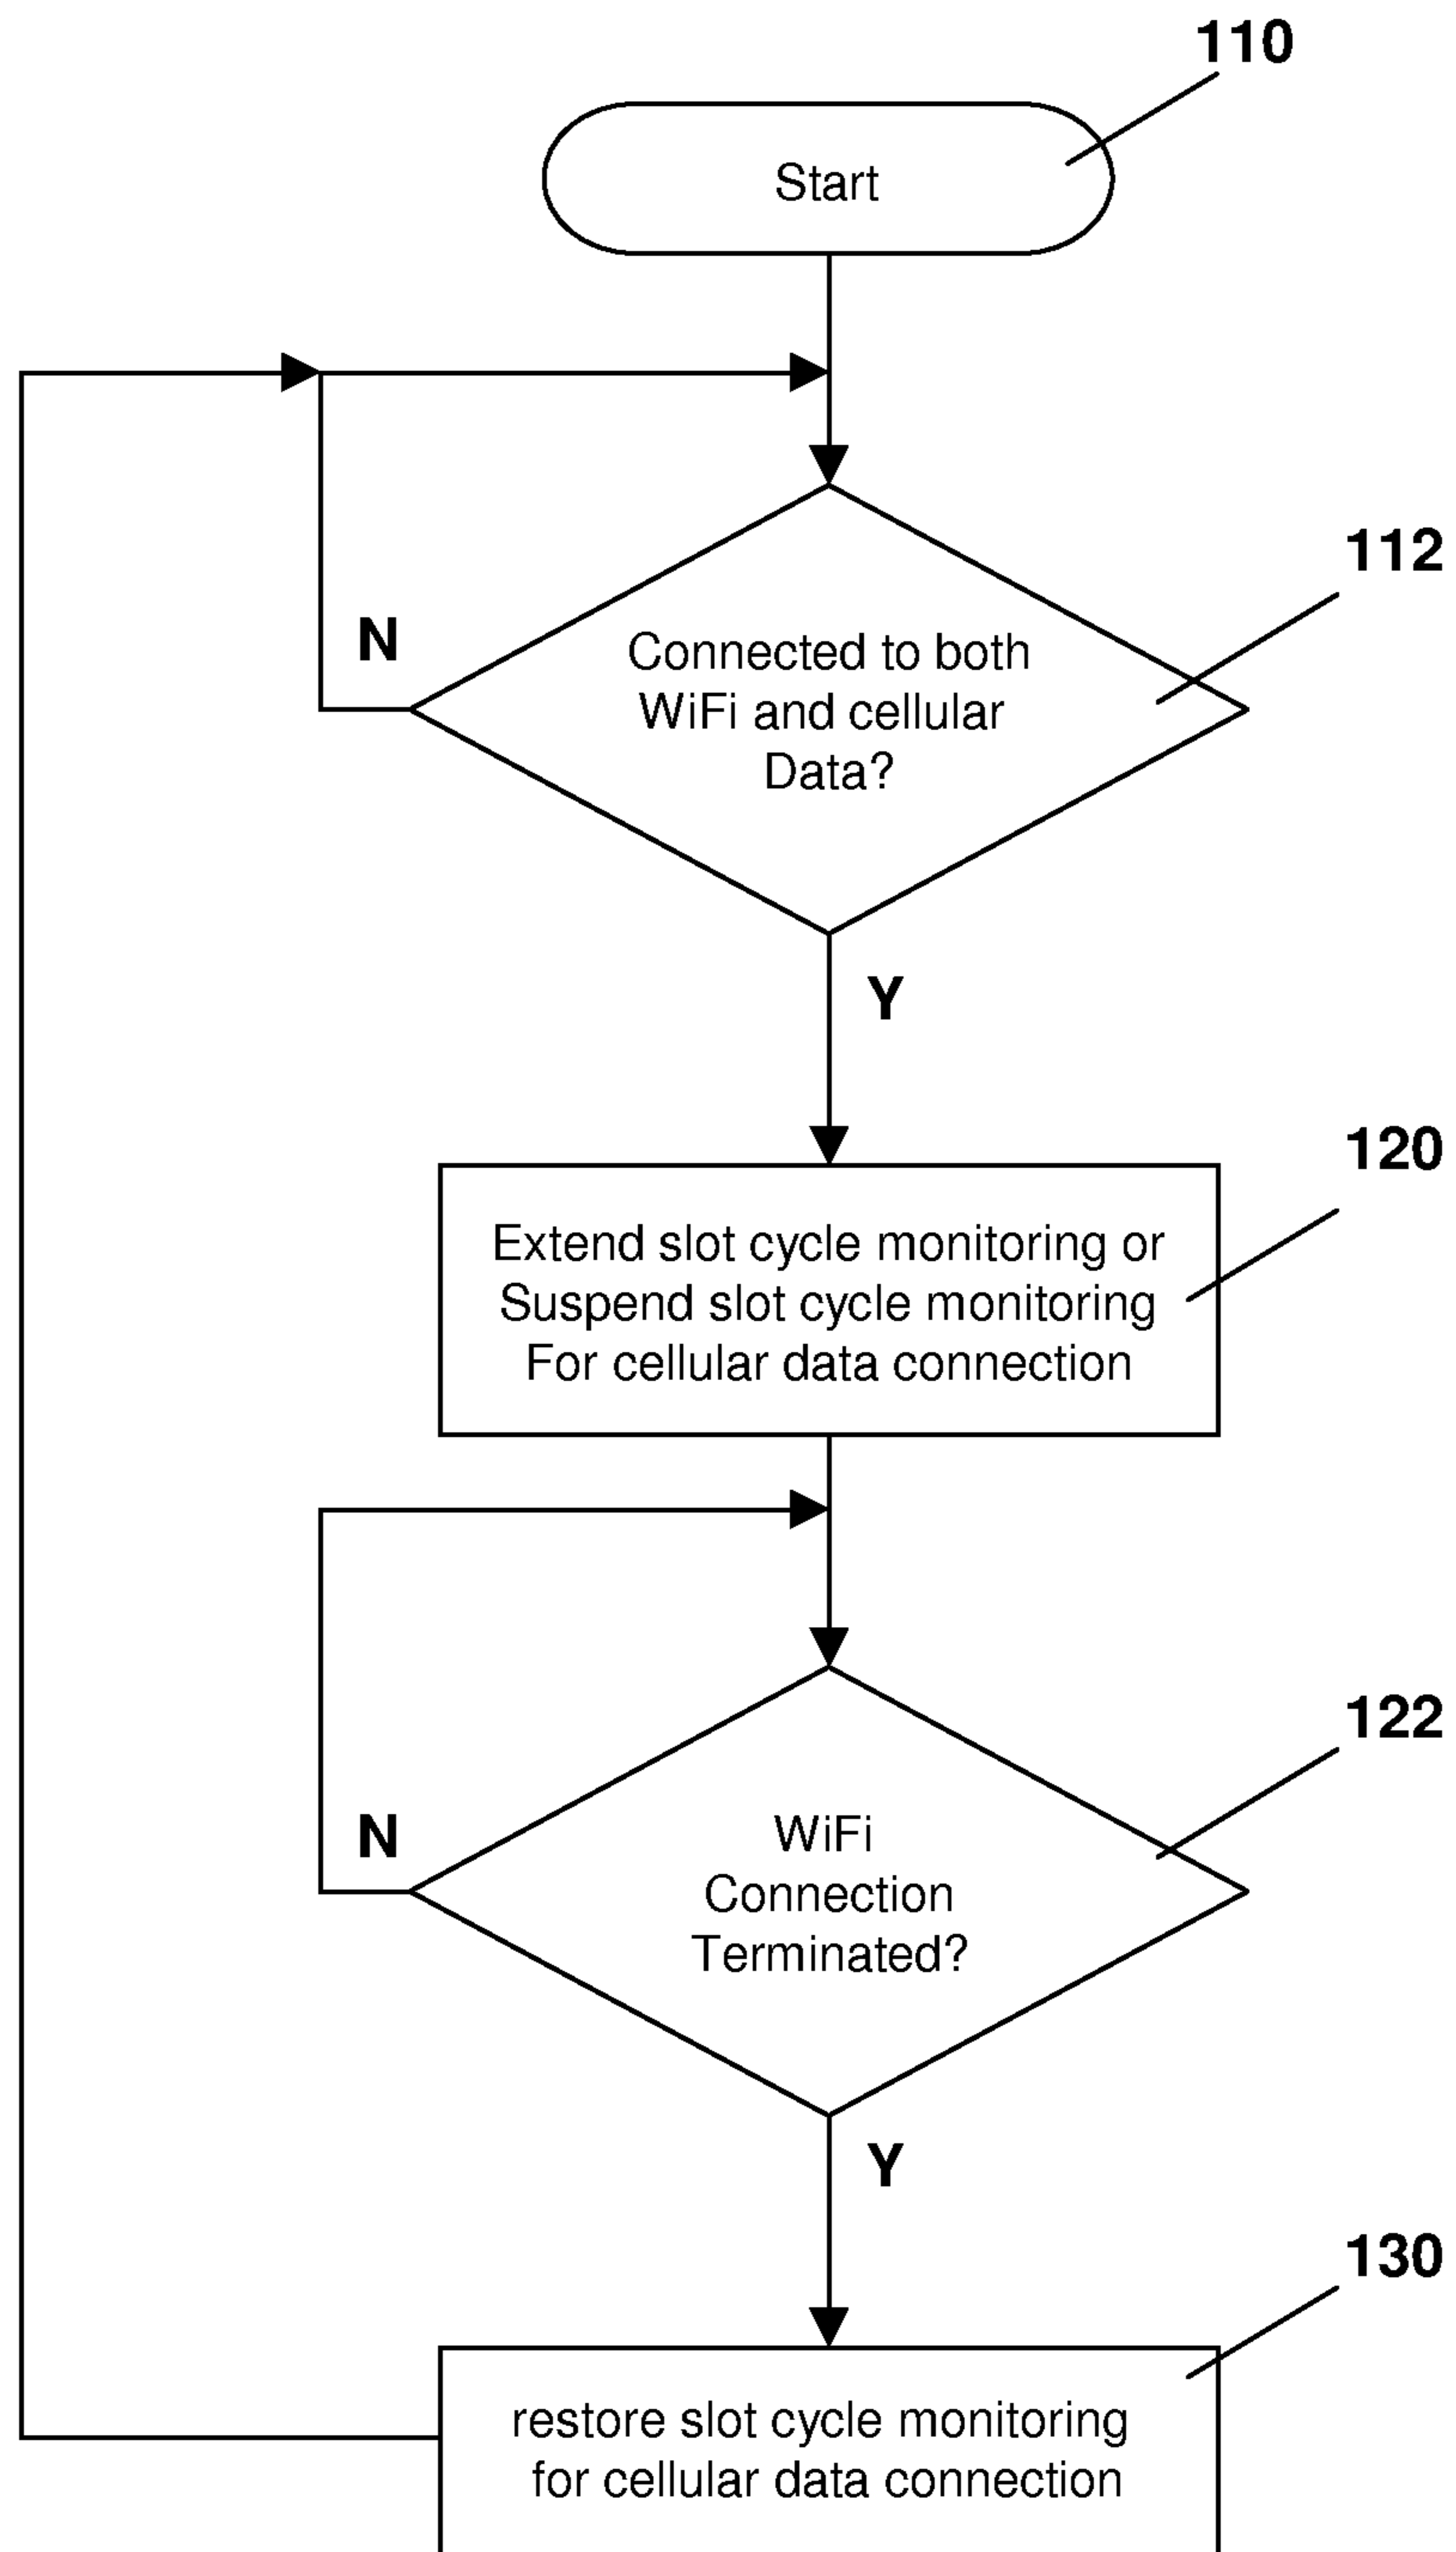 110
Start
112
N
Connected to both
WiFi and cellular
Data?
Y
120
Extend slot cycle monitoring or
Suspend slot cycle monitoring
For cellular data connection
122
N
WiFi
Connection
Terminated?
Y
130
restore slot cycle monitoring
for cellular data connection